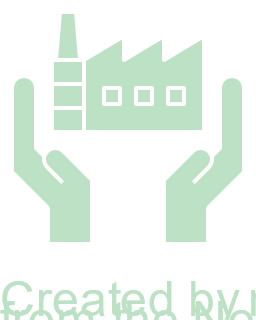 Created by
from the No